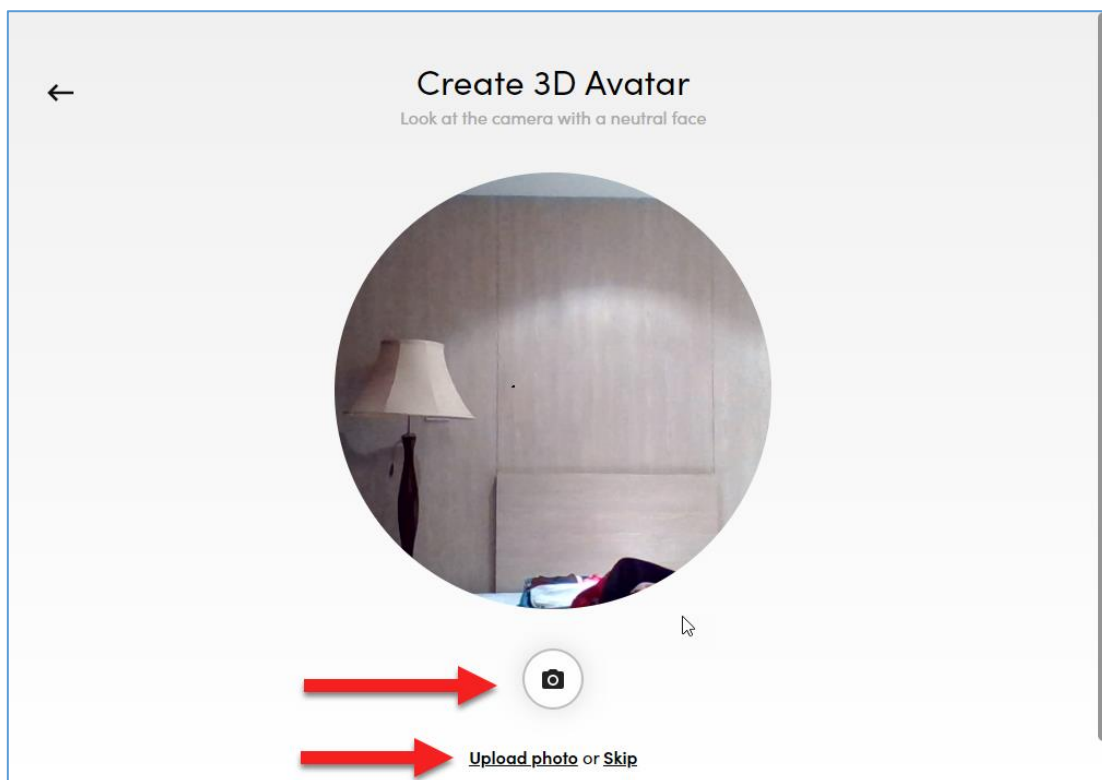 Create 3D Avatar
Look at the camera with a neutral face
Upload photo or Skip